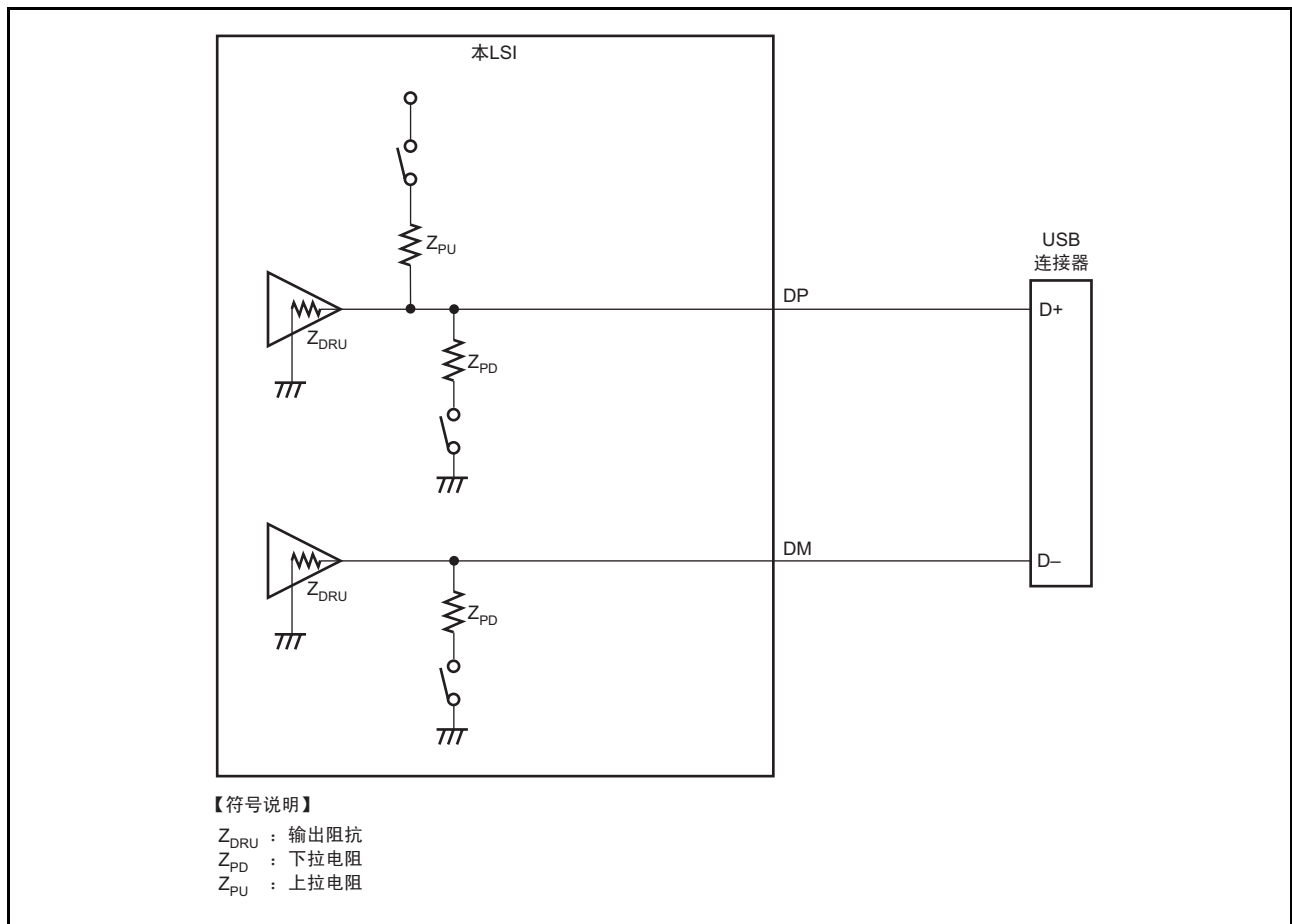 本LSI
Z_PU
USB
连接器
DP
D+
Z_DRU
Z_PD
DM
D–
Z_DRU
Z_PD
【符号说明】
Z_DRU : 输出阻抗
Z_PD : 下拉电阻
Z_PU : 上拉电阻